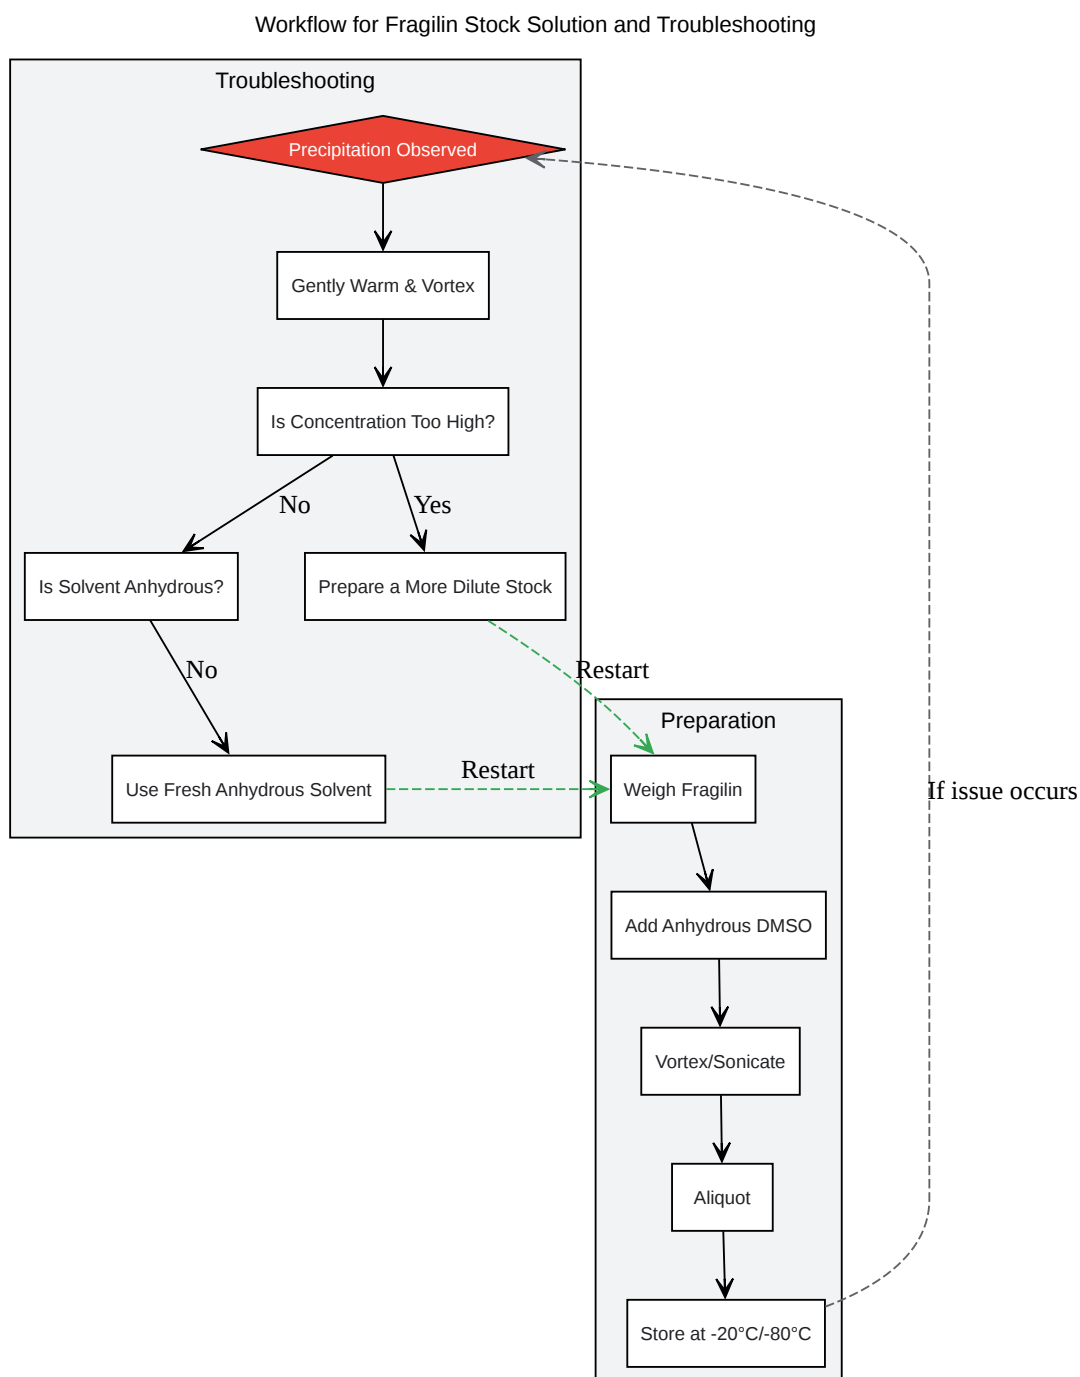 Workflow for Fragilin Stock Solution and Troubleshooting
Troubleshooting
Precipitation Observed
Gently Warm & Vortex
Is Concentration Too High?
No
Yes
Is Solvent Anhydrous?
Prepare a More Dilute Stock
No
Restart
Use Fresh Anhydrous Solvent
Restart
Preparation
Weigh Fragilin
If issue occurs
Add Anhydrous DMSO
Vortex/Sonicate
Aliquot
Store at -20°C/-80°C